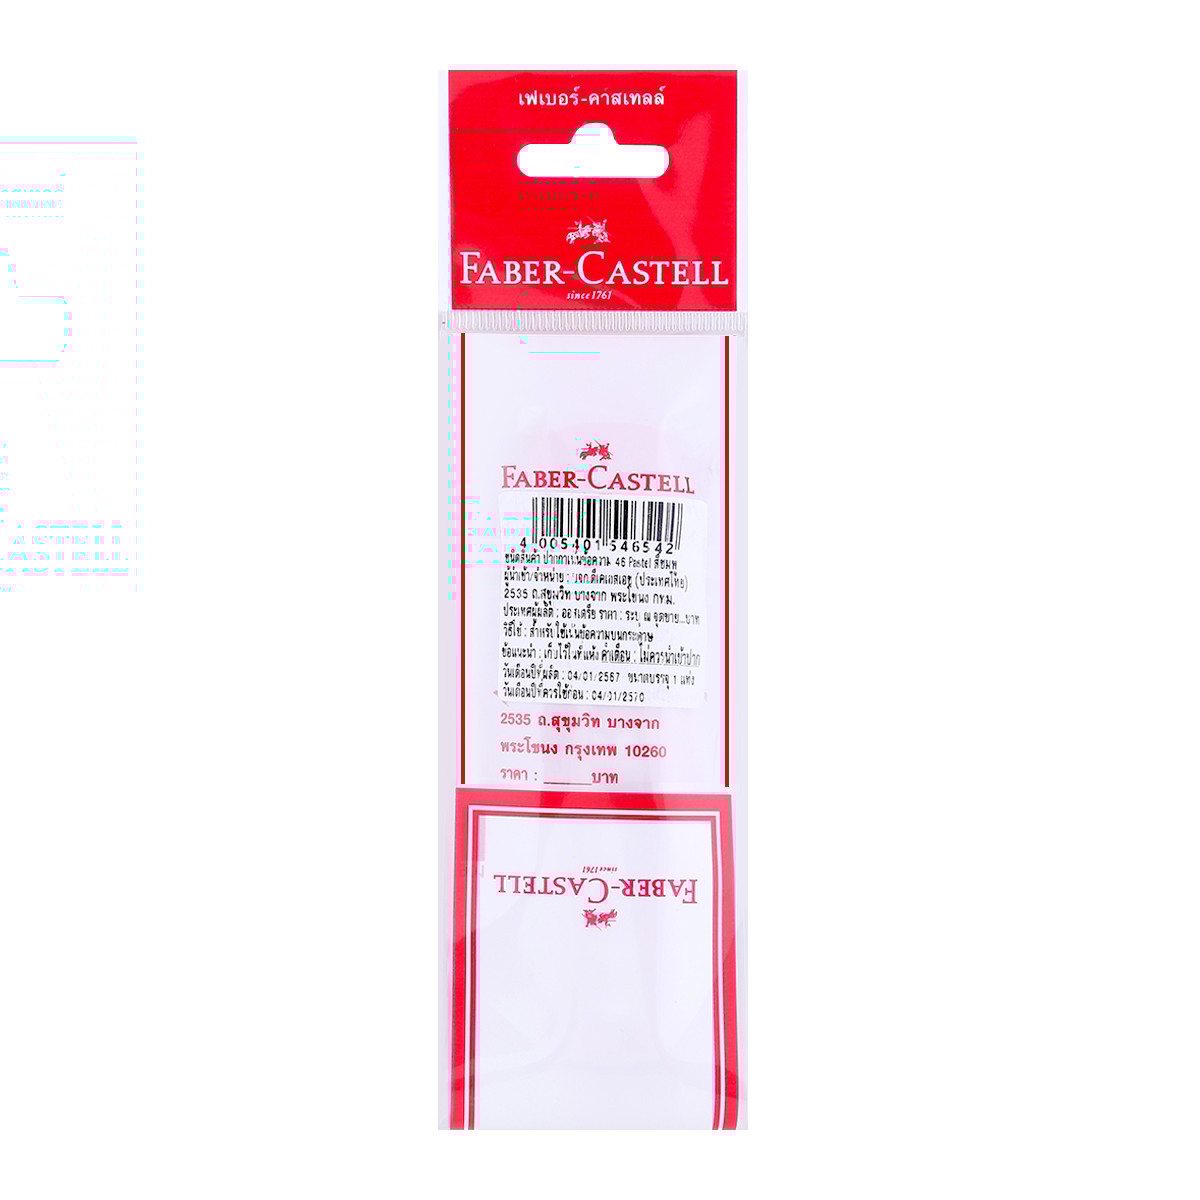 เฟเบอร์-คาสเทลล์
FABER-CASTELL
since 1761
FABER-CASTELL
4 005401 546542
ชนิดสินค้า ปากกาเน้นข้อความ 46 Pastel สีชมพู
ผู้นำเข้า/จำหน่าย : บจก.ดีเคเอสเอช (ประเทศไทย)
2535 ถ.สุขุมวิท บางจาก พระโขนง กทม.
ประเทศผู้ผลิต : ออสเตรีย ราคา : ระบุ ณ จุดขาย...บาท
วิธีใช้ : สำหรับใช้เน้นข้อความบนกระดาษ
ข้อแนะนำ : เก็บไว้ในที่แห้ง คำเตือน : ไม่ควรนำเข้าปาก
วันเดือนปีที่ผลิต : 04/01/2567 ขนาดบรรจุ 1 แท่ง
วันเดือนปีที่ควรใช้ก่อน : 04/01/2570
2535 ถ.สุขุมวิท บางจาก
พระโขนง กรุงเทพ 10260
ราคา : ______บาท
FABER-CASTELL
since 1761